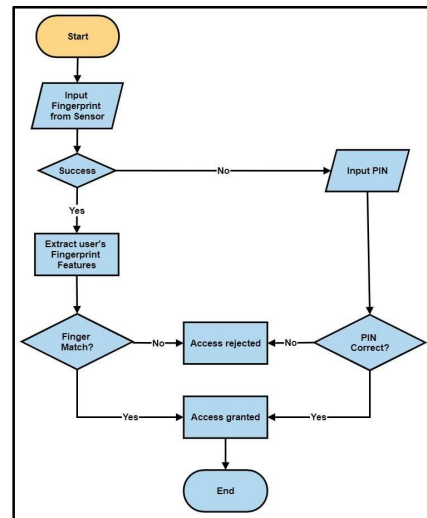 Start
Input
Fingerprint
from Sensor
Success
No
Input PIN
Yes
Extract user's
Fingerprint
Features
Finger
Match?
No
Access rejected
No
PIN
Correct?
Yes
Access granted
Yes
End